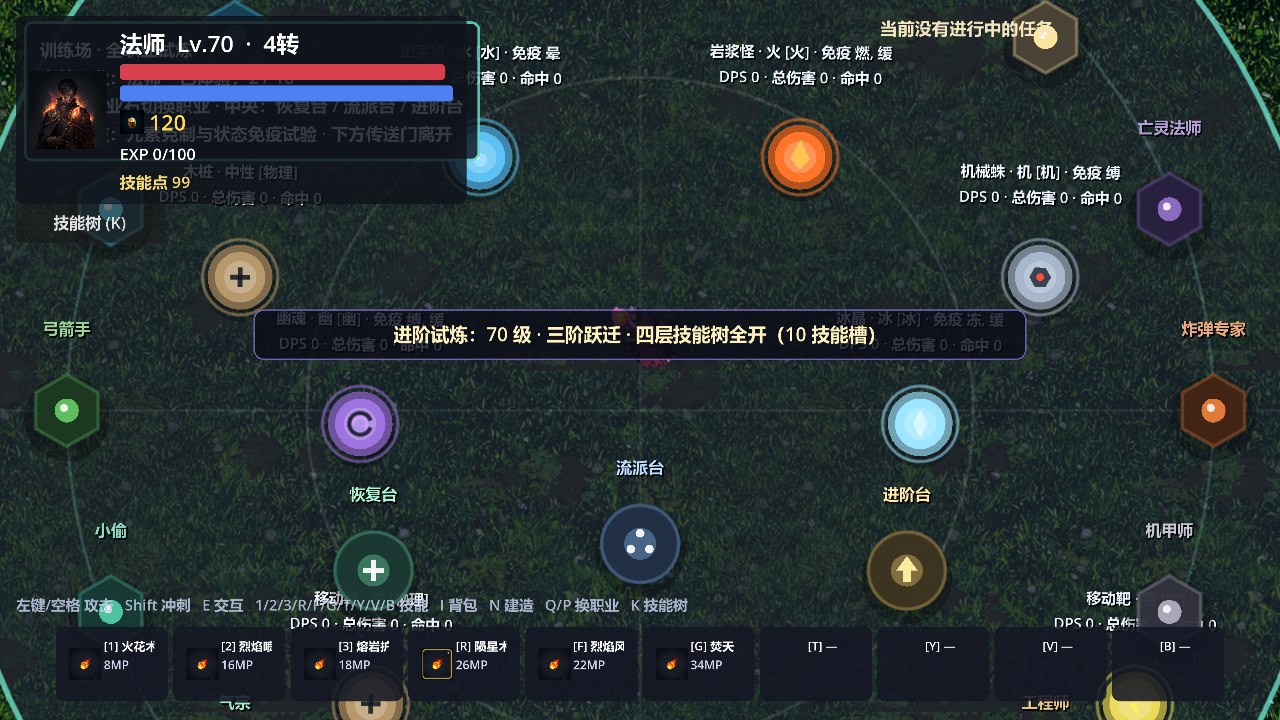 法师 Lv.70 · 4转
120
EXP 0/100
技能点 99
技能树 (K)
当前没有进行中的任务
水] · 免疫 晕
害 0 · 命中 0
岩浆怪 · 火 [火] · 免疫 燃, 缓
DPS 0 · 总伤害 0 · 命中 0
亡灵法师
木桩 · 中性 [物理]
DPS 0 · 总伤害 0 · 命中 0
机械蛛 · 机 [机] · 免疫 缚
DPS 0 · 总伤害 0 · 命中 0
弓箭手
炸弹专家
进阶试炼：70 级 · 三阶跃迁 · 四层技能树全开（10 技能槽）
流派台
恢复台
进阶台
小偷
机甲师
左键/空格 攻击 Shift 冲刺 E 交互 1/2/3/R/F/G/T/Y/V/B 技能 I 背包 N 建造 Q/P 换职业 K 技能树
移动靶
DPS 0 · 总伤害 0 · 命中 0
[1] 火花术
8MP
[2] 烈焰
16MP
[3] 熔岩
18MP
[R] 陨星术
26MP
[F] 烈焰风
22MP
[G] 焚天
34MP
[T] —
[Y] —
[V] —
[B] —
气宗
工程师